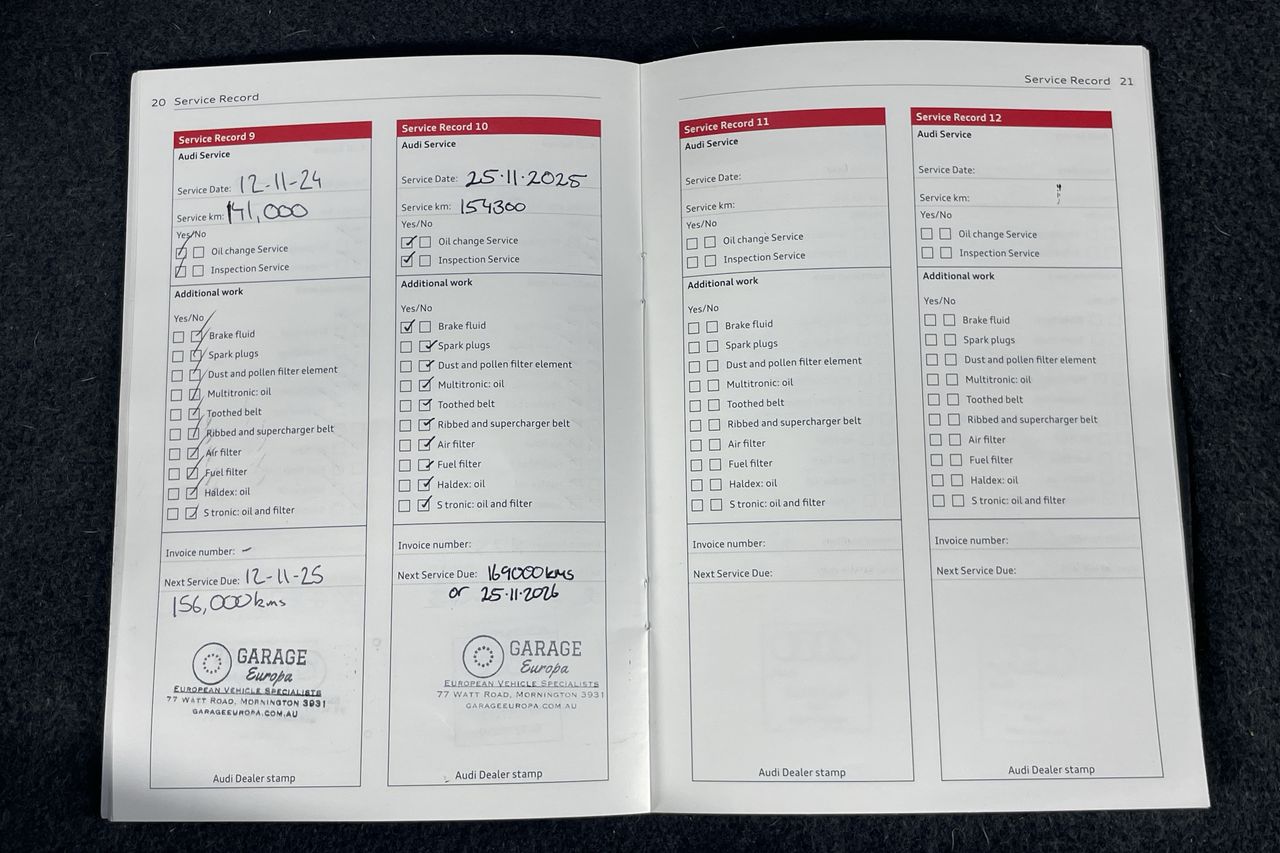 20 Service Record
Service Record 9
Audi Service
Service Date: 12-11-24
Service km: 141,000
Yes/No
Oil change Service
Inspection Service
Additional work
Yes/No
Brake fluid
Spark plugs
Dust and pollen filter element
Multitronic: oil
Toothed belt
Ribbed and supercharger belt
Air filter
Fuel filter
Haldex: oil
S tronic: oil and filter
Invoice number: –
Next Service Due: 12-11-25
156,000 kms
GARAGE
Europa
EUROPEAN VEHICLE SPECIALISTS
77 WATT ROAD, MORNINGTON 3931
GARAGEEUROPA.COM.AU
Audi Dealer stamp
Service Record 10
Audi Service
Service Date: 25·11·2025
Service km: 154300
Yes/No
Oil change Service
Inspection Service
Additional work
Yes/No
Brake fluid
Spark plugs
Dust and pollen filter element
Multitronic: oil
Toothed belt
Ribbed and supercharger belt
Air filter
Fuel filter
Haldex: oil
S tronic: oil and filter
Invoice number:
Next Service Due: 169000 kms
or 25·11·2026
GARAGE
Europa
EUROPEAN VEHICLE SPECIALISTS
77 WATT ROAD, MORNINGTON 3931
GARAGEEUROPA.COM.AU
Audi Dealer stamp
Service Record 21
Service Record 11
Audi Service
Service Date:
Service km:
Yes/No
Oil change Service
Inspection Service
Additional work
Yes/No
Brake fluid
Spark plugs
Dust and pollen filter element
Multitronic: oil
Toothed belt
Ribbed and supercharger belt
Air filter
Fuel filter
Haldex: oil
S tronic: oil and filter
Invoice number:
Next Service Due:
Audi Dealer stamp
Service Record 12
Audi Service
Service Date:
Service km:
Yes/No
Oil change Service
Inspection Service
Additional work
Yes/No
Brake fluid
Spark plugs
Dust and pollen filter element
Multitronic: oil
Toothed belt
Ribbed and supercharger belt
Air filter
Fuel filter
Haldex: oil
S tronic: oil and filter
Invoice number:
Next Service Due:
Audi Dealer stamp